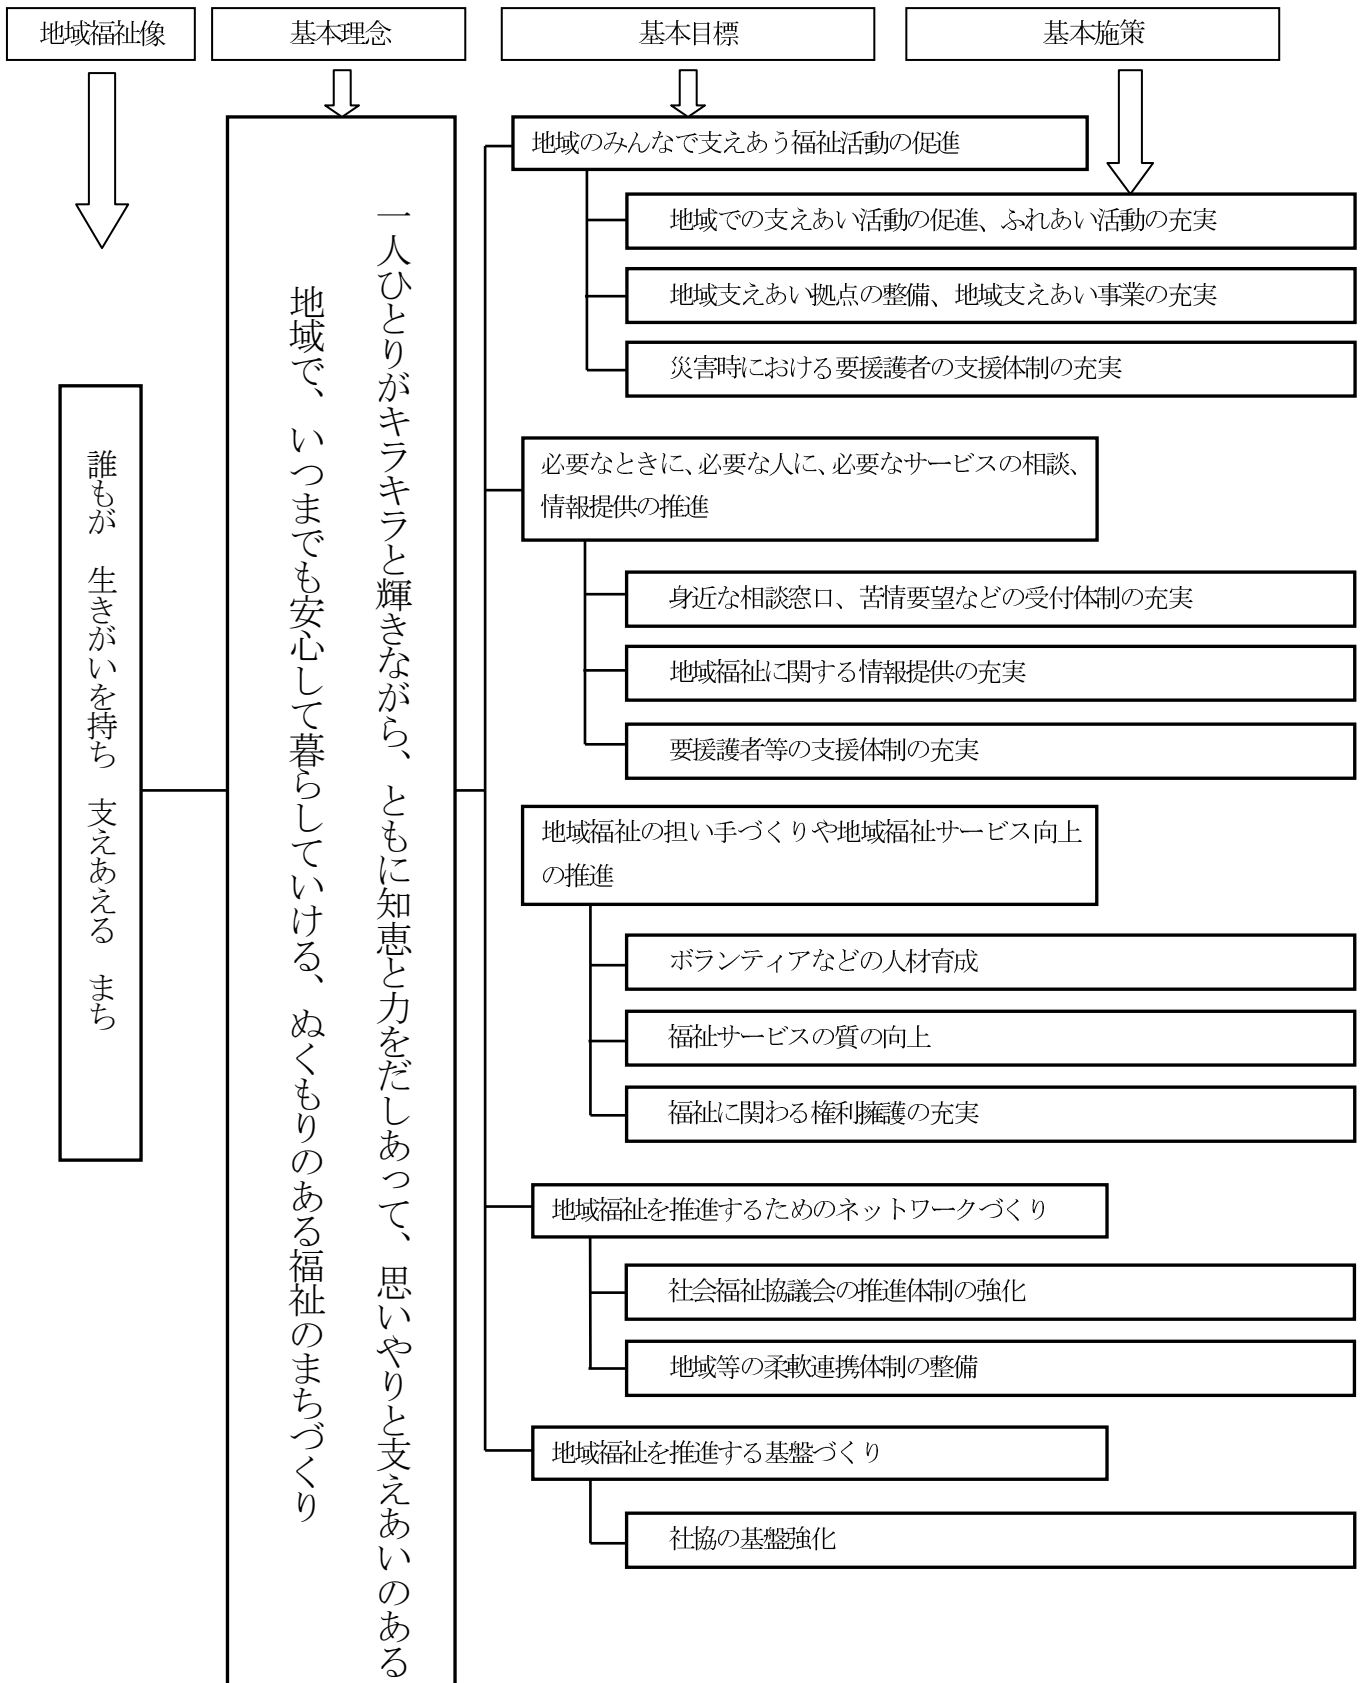 地域福祉像
基本理念
基本目標
基本施策
誰もが　生きがいを持ち　支えあえる　まち
一人ひとりがキラキラと輝きながら、ともに知恵と力をだしあって、思いやりと支えあいのある
地域で、いつまでも安心して暮らしていける、ぬくもりのある福祉のまちづくり
地域のみんなで支えあう福祉活動の促進
地域での支えあい活動の促進、ふれあい活動の充実
地域支えあい拠点の整備、地域支えあい事業の充実
災害時における要援護者の支援体制の充実
必要なときに、必要な人に、必要なサービスの相談、
情報提供の推進
身近な相談窓口、苦情要望などの受付体制の充実
地域福祉に関する情報提供の充実
要援護者等の支援体制の充実
地域福祉の担い手づくりや地域福祉サービス向上
の推進
ボランティアなどの人材育成
福祉サービスの質の向上
福祉に関わる権利擁護の充実
地域福祉を推進するためのネットワークづくり
社会福祉協議会の推進体制の強化
地域等の柔軟連携体制の整備
地域福祉を推進する基盤づくり
社協の基盤強化